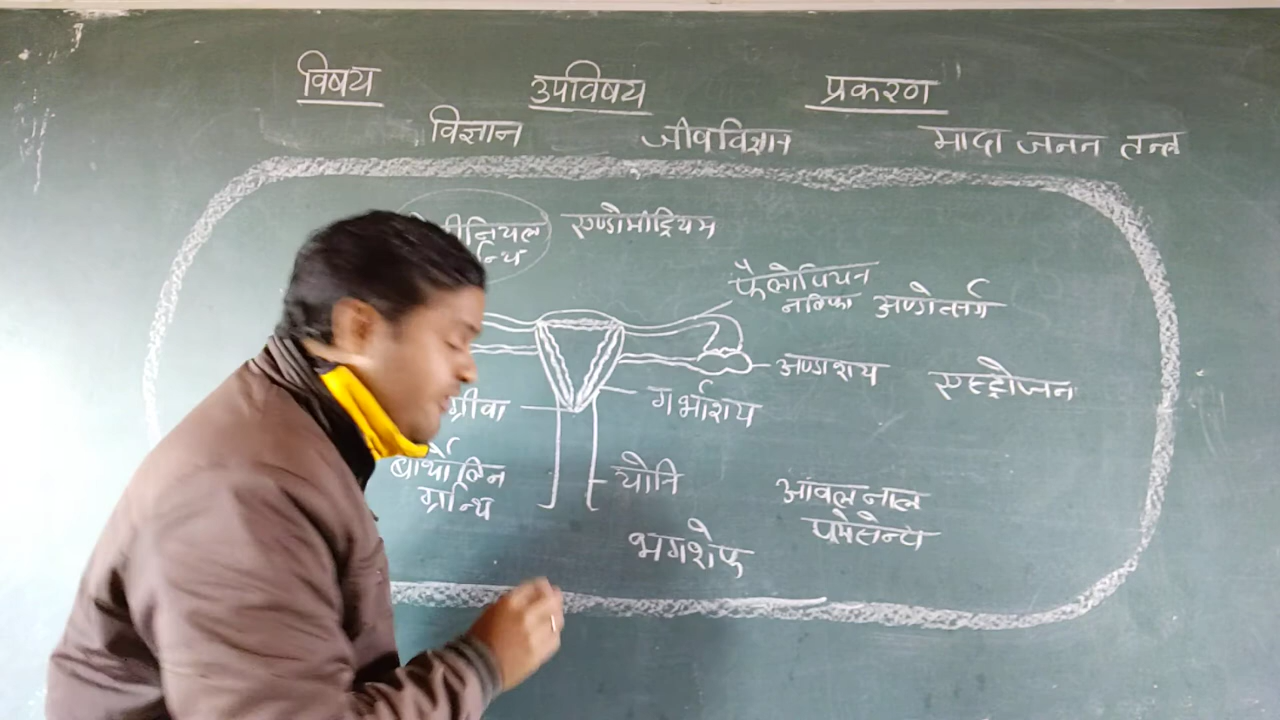 विषय उपविषय प्रकरण
विज्ञान जीवविज्ञान मादा जनन तन्त्र
एण्डोमीट्रियम
फैलोपियन
नलिका अण्डोत्सर्ग
अण्डाशय एस्ट्रोजन
ग्रीवा गर्भाशय
बार्थोलिन
ग्रन्थि
योनि
आंवल नाल
प्लेसेन्टा
भगशेफ